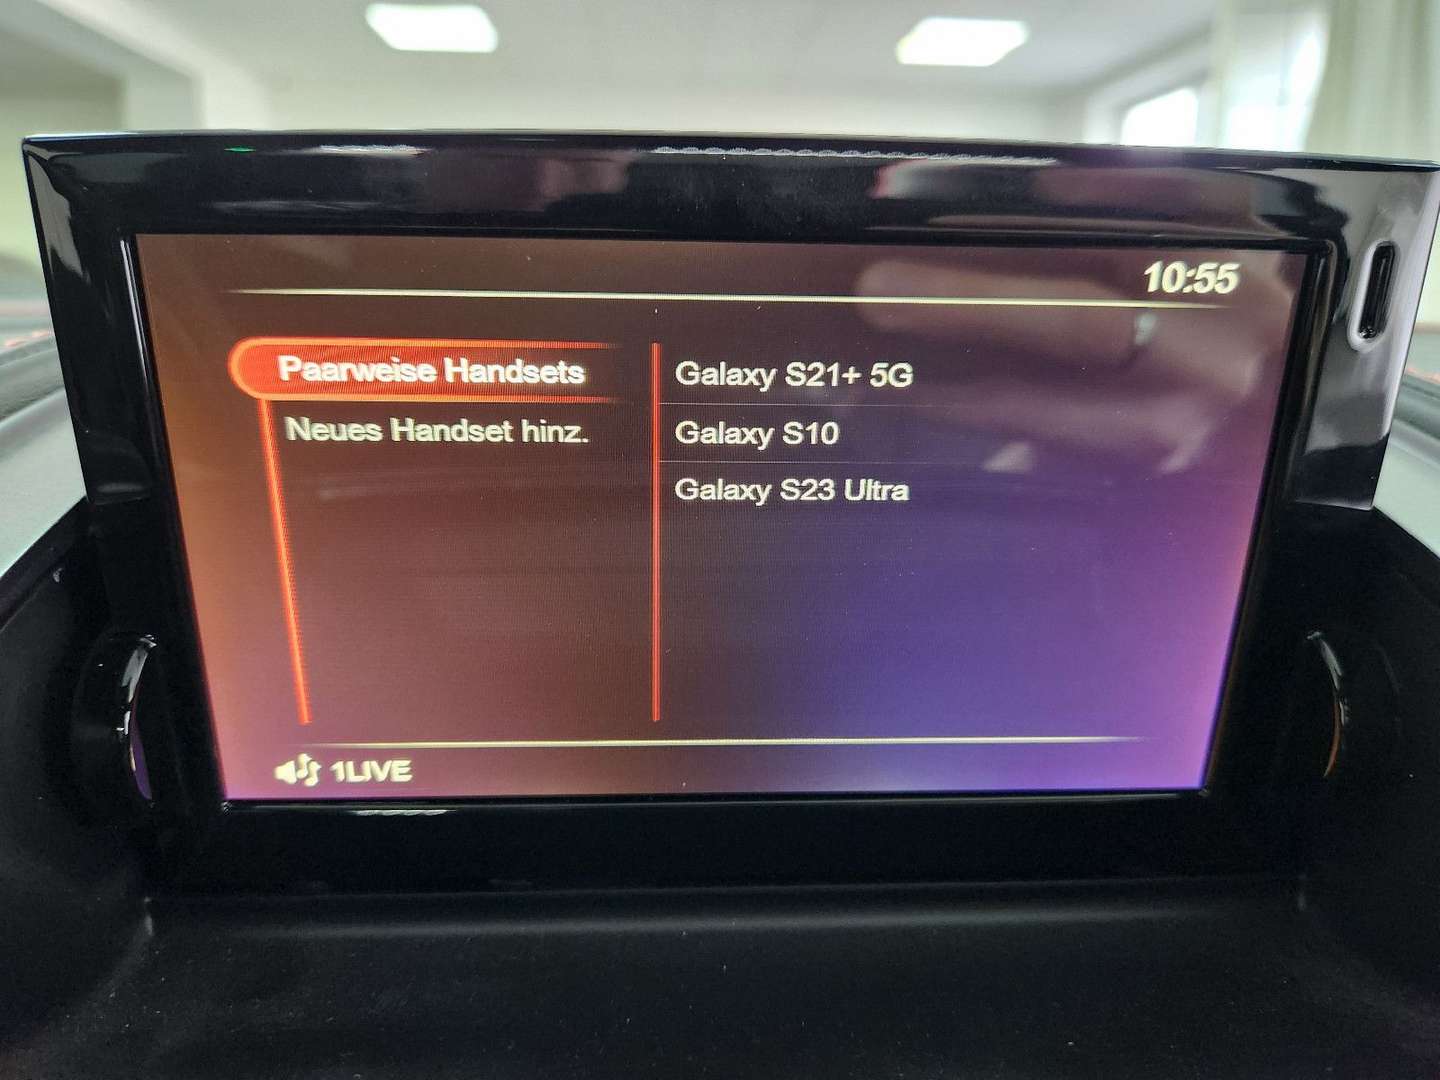 10:55
Paarweise Handsets
Neues Handset hinz.
Galaxy S21+ 5G
Galaxy S10
Galaxy S23 Ultra
1LIVE